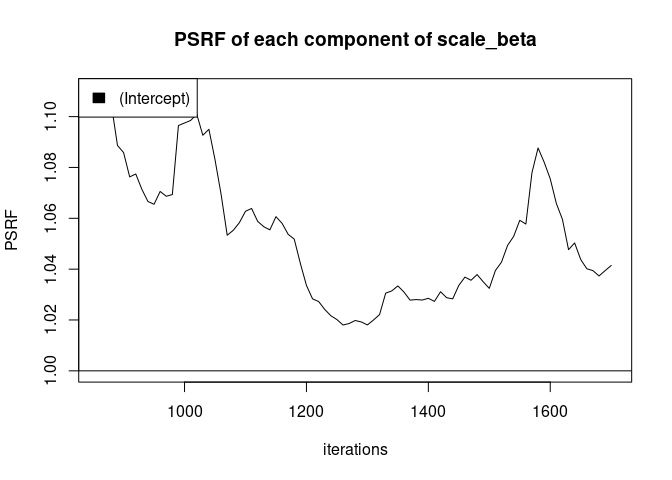 PSRF of each component of scale_beta
(Intercept)
PSRF
1.10
1.08
1.06
1.04
1.02
1.00
1000 1200 1400 1600
iterations